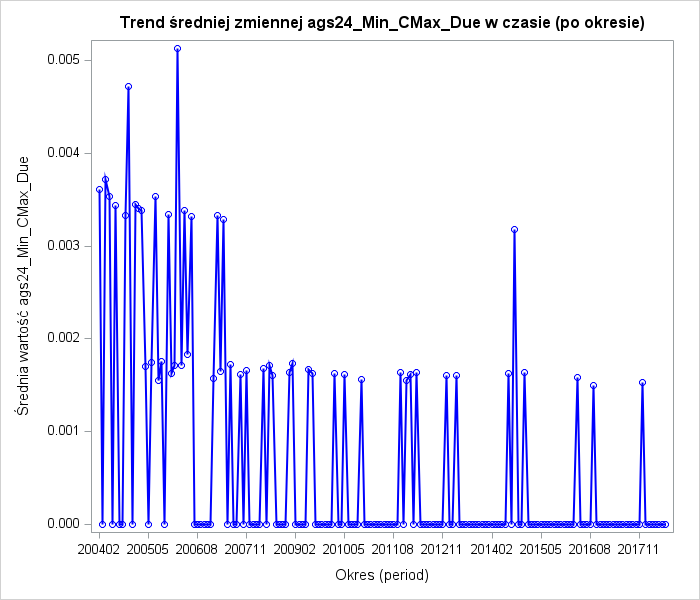 Trend średniej zmiennej ags24_Min_CMax_Due w czasie (po okresie)
Średnia wartość ags24_Min_CMax_Due
0.005
0.004
0.003
0.002
0.001
0.000
200402 200505 200608 200711 200902 201005 201108 201211 201402 201505 201608 201711
Okres (period)